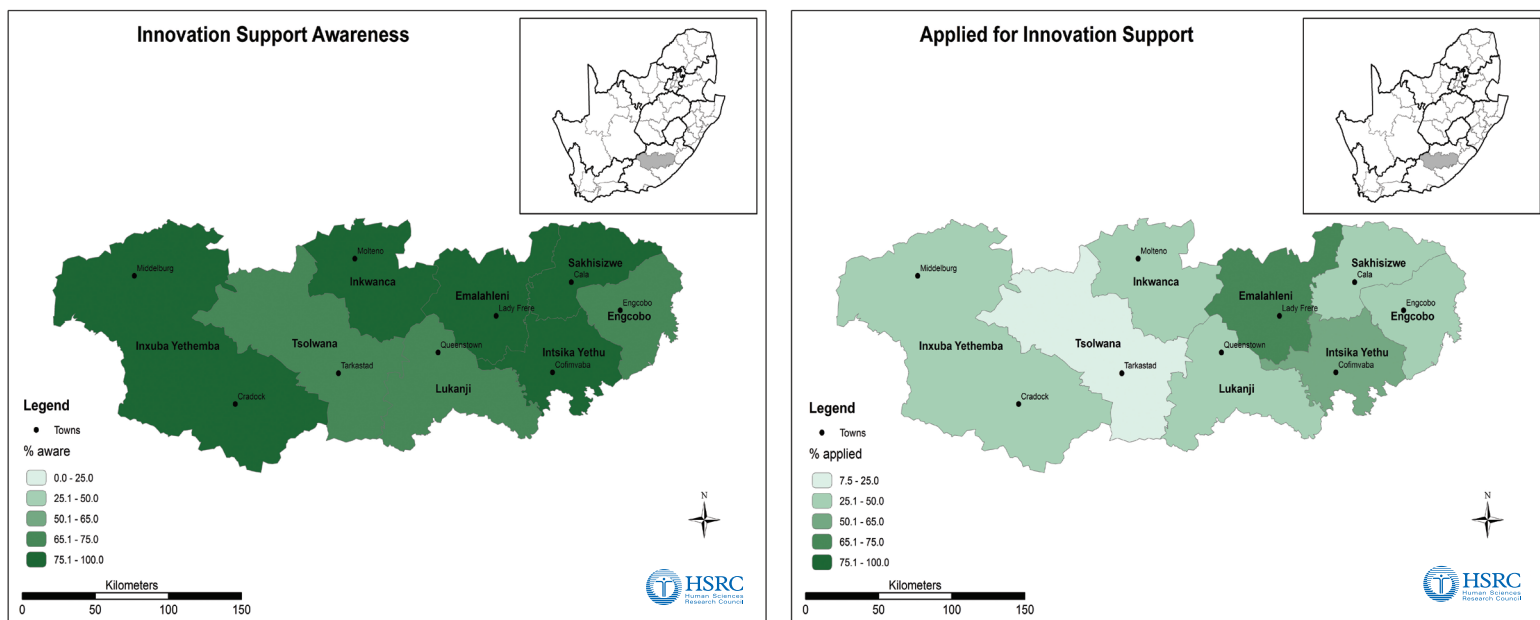 Innovation Support Awareness
Molteno
Middelburg
Sakhisizwe
Cala
Inkwanca
Emalahleni
Engcobo
Lady Frere
Engcobo
Inxuba Yethemba
Tsolwana
Queenstown
Intsika Yethu
Tarkastad
Cofimvaba
Lukanji
Cradock
Legend
Towns
% aware
0.0 - 25.0
25.1 - 50.0
50.1 - 65.0
65.1 - 75.0
75.1 - 100.0
N
Kilometers
0 50 100 150
HSRC
Human Sciences
Research Council
Applied for Innovation Support
Molteno
Middelburg
Sakhisizwe
Cala
Inkwanca
Emalahleni
Engcobo
Lady Frere
Engcobo
Inxuba Yethemba
Tsolwana
Queenstown
Intsika Yethu
Tarkastad
Cofimvaba
Lukanji
Cradock
Legend
Towns
% applied
7.5 - 25.0
25.1 - 50.0
50.1 - 65.0
65.1 - 75.0
75.1 - 100.0
N
Kilometers
0 50 100 150
HSRC
Human Sciences
Research Council